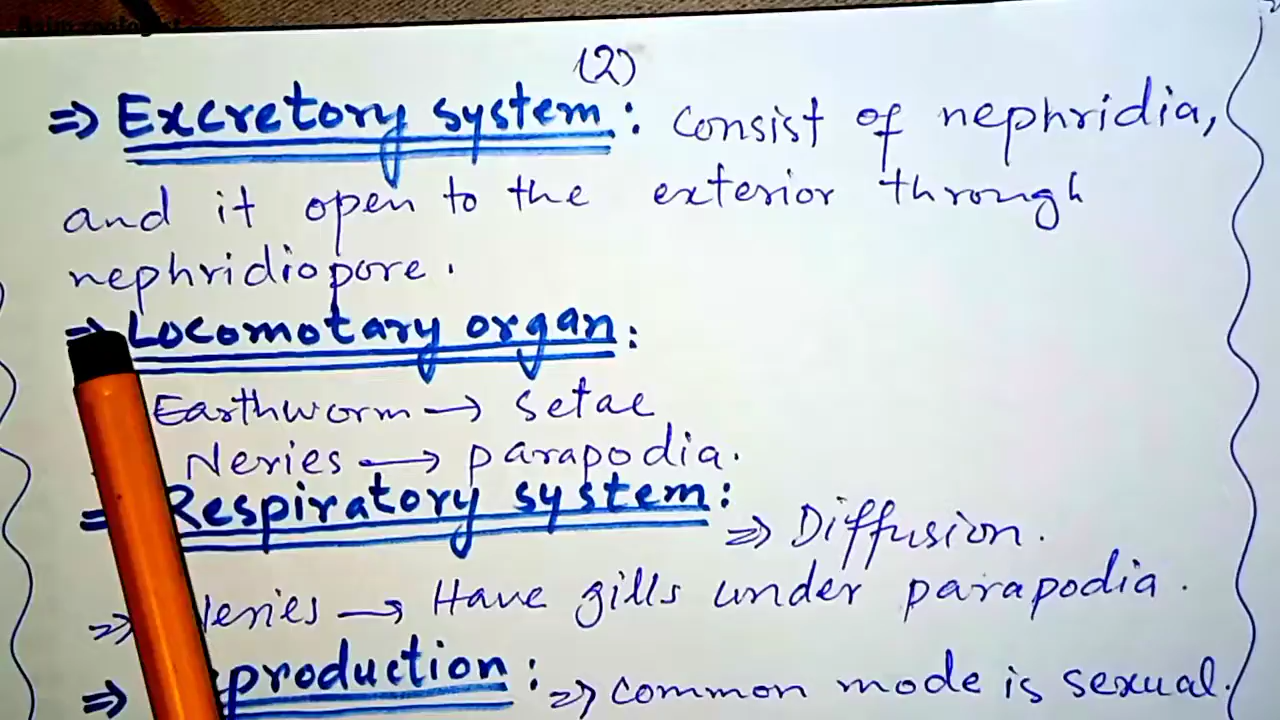 (2)
⇒ Excretory system: consist of nephridia,
and it open to the exterior through
nephridiopore.
⇒ Locomotary organ:
Earthworm → setae
Neries → parapodia.
Respiratory system: ⇒ Diffusion.
⇒ Neries → Have gills under parapodia.
⇒ production: ⇒ common mode is sexual.